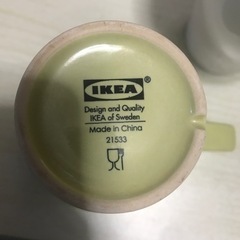 IKEA®
Design and Quality
IKEA of Sweden
Made in China
21533